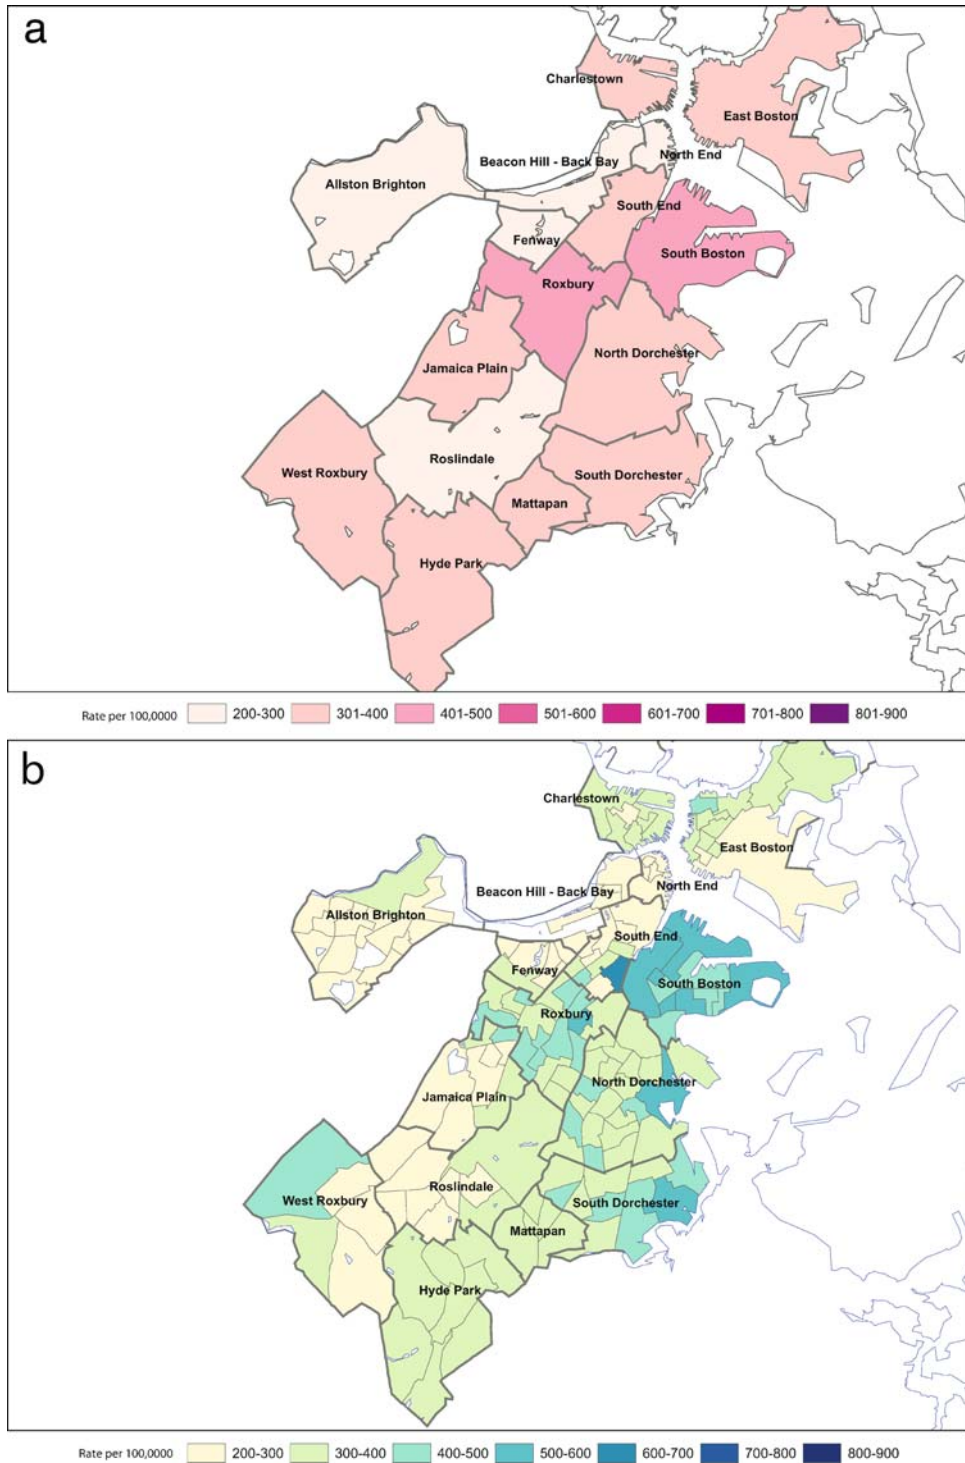 a
Charlestown
East Boston
Beacon Hill - Back Bay
North End
Allston Brighton
South End
Fenway
South Boston
Roxbury
North Dorchester
Jamaica Plain
Roslindale
West Roxbury
South Dorchester
Mattapan
Hyde Park
Rate per 100,0000 200-300 301-400 401-500 501-600 601-700 701-800 801-900
b
Charlestown
East Boston
Beacon Hill - Back Bay
North End
Allston Brighton
South End
Fenway
South Boston
Roxbury
North Dorchester
Jamaica Plain
Roslindale
West Roxbury
South Dorchester
Mattapan
Hyde Park
Rate per 100,0000 200-300 300-400 400-500 500-600 600-700 700-800 800-900